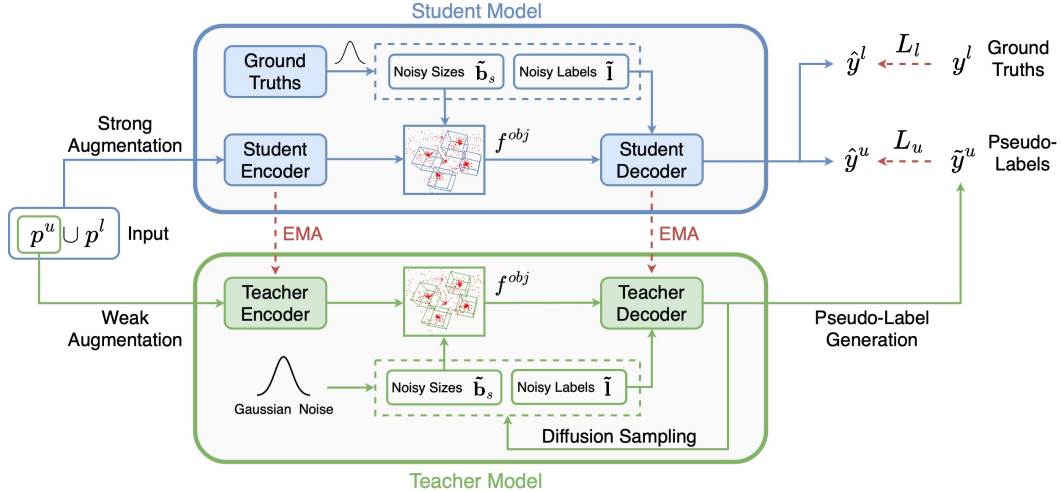 Student Model
Ground
Truths
Noisy Sizes b̃ₛ
Noisy Labels l̃
ŷˡ
Lₗ
yˡ
Ground
Truths
Strong
Augmentation
Student
Encoder
fᵒᵇʲ
Student
Decoder
ŷᵘ
Lᵤ
ỹᵘ
Pseudo-
Labels
pᵘ ∪ pˡ
Input
EMA
EMA
Weak
Augmentation
Teacher
Encoder
fᵒᵇʲ
Teacher
Decoder
Pseudo-Label
Generation
Gaussian Noise
Noisy Sizes b̃ₛ
Noisy Labels l̃
Diffusion Sampling
Teacher Model